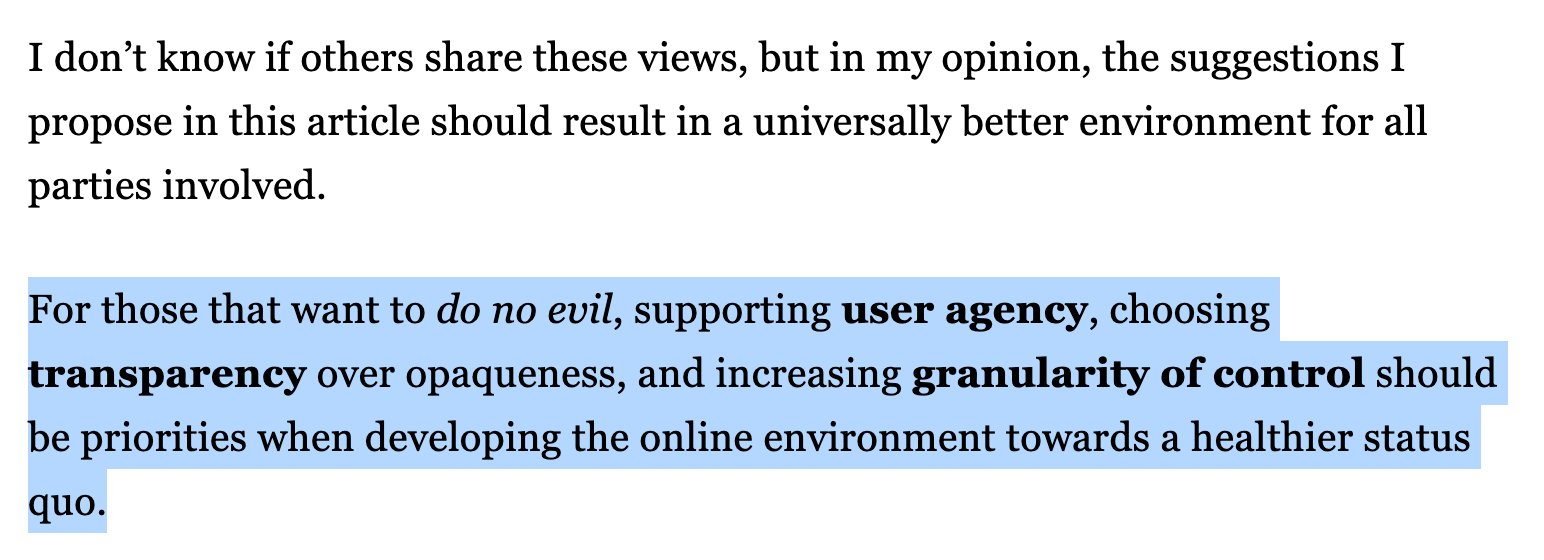 I don’t know if others share these views, but in my opinion, the suggestions I
propose in this article should result in a universally better environment for all
parties involved.
For those that want to do no evil, supporting user agency, choosing
transparency over opaqueness, and increasing granularity of control should
be priorities when developing the online environment towards a healthier status
quo.